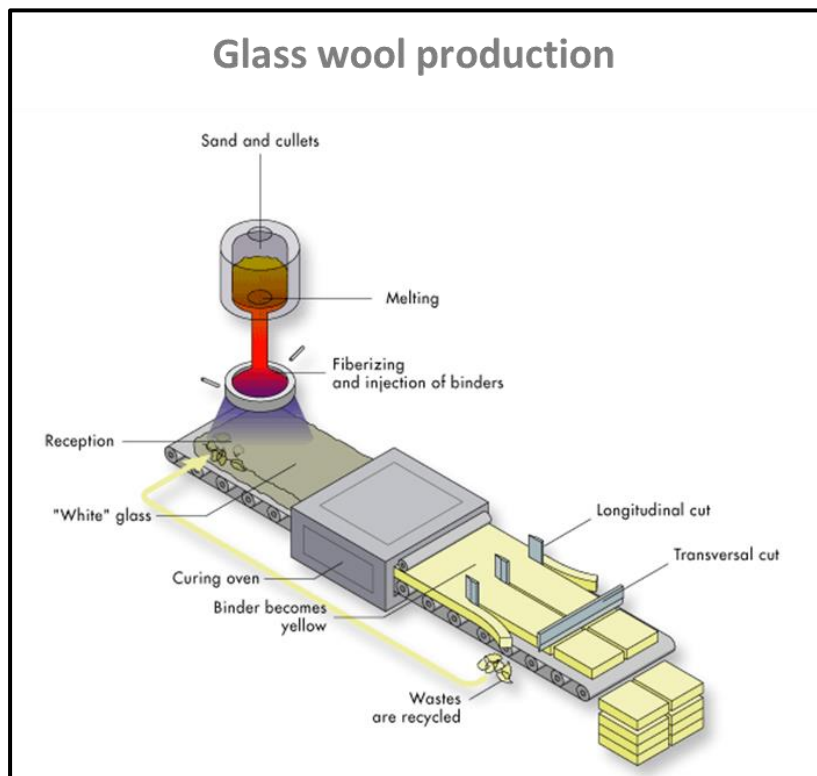 Glass wool production
Sand and cullets
Melting
Fiberizing
and injection of binders
Reception
"White" glass
Longitudinal cut
Transversal cut
Curing oven
Binder becomes
yellow
Wastes
are recycled